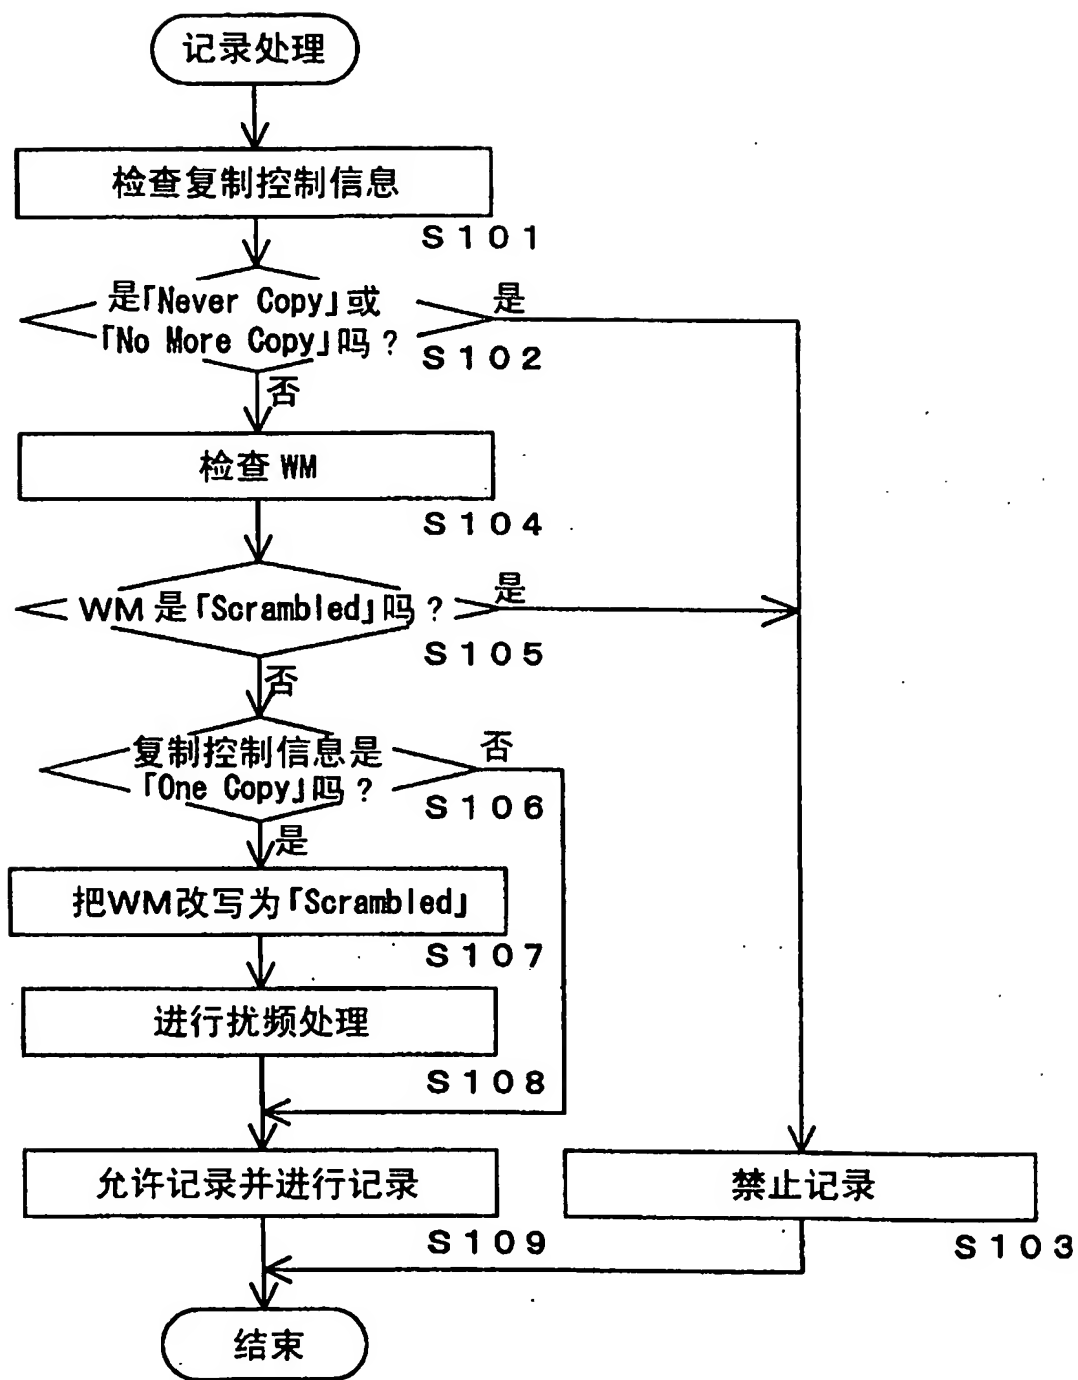 记录处理
检查复制控制信息
S101
是「Never Copy」或
「No More Copy」吗？
是
S102
否
检查 WM
S104
WM 是「Scrambled」吗？
是
S105
否
复制控制信息是
「One Copy」吗？
否
S106
是
把WM改写为「Scrambled」
S107
进行扰频处理
S108
允许记录并进行记录
S109
禁止记录
S103
结束